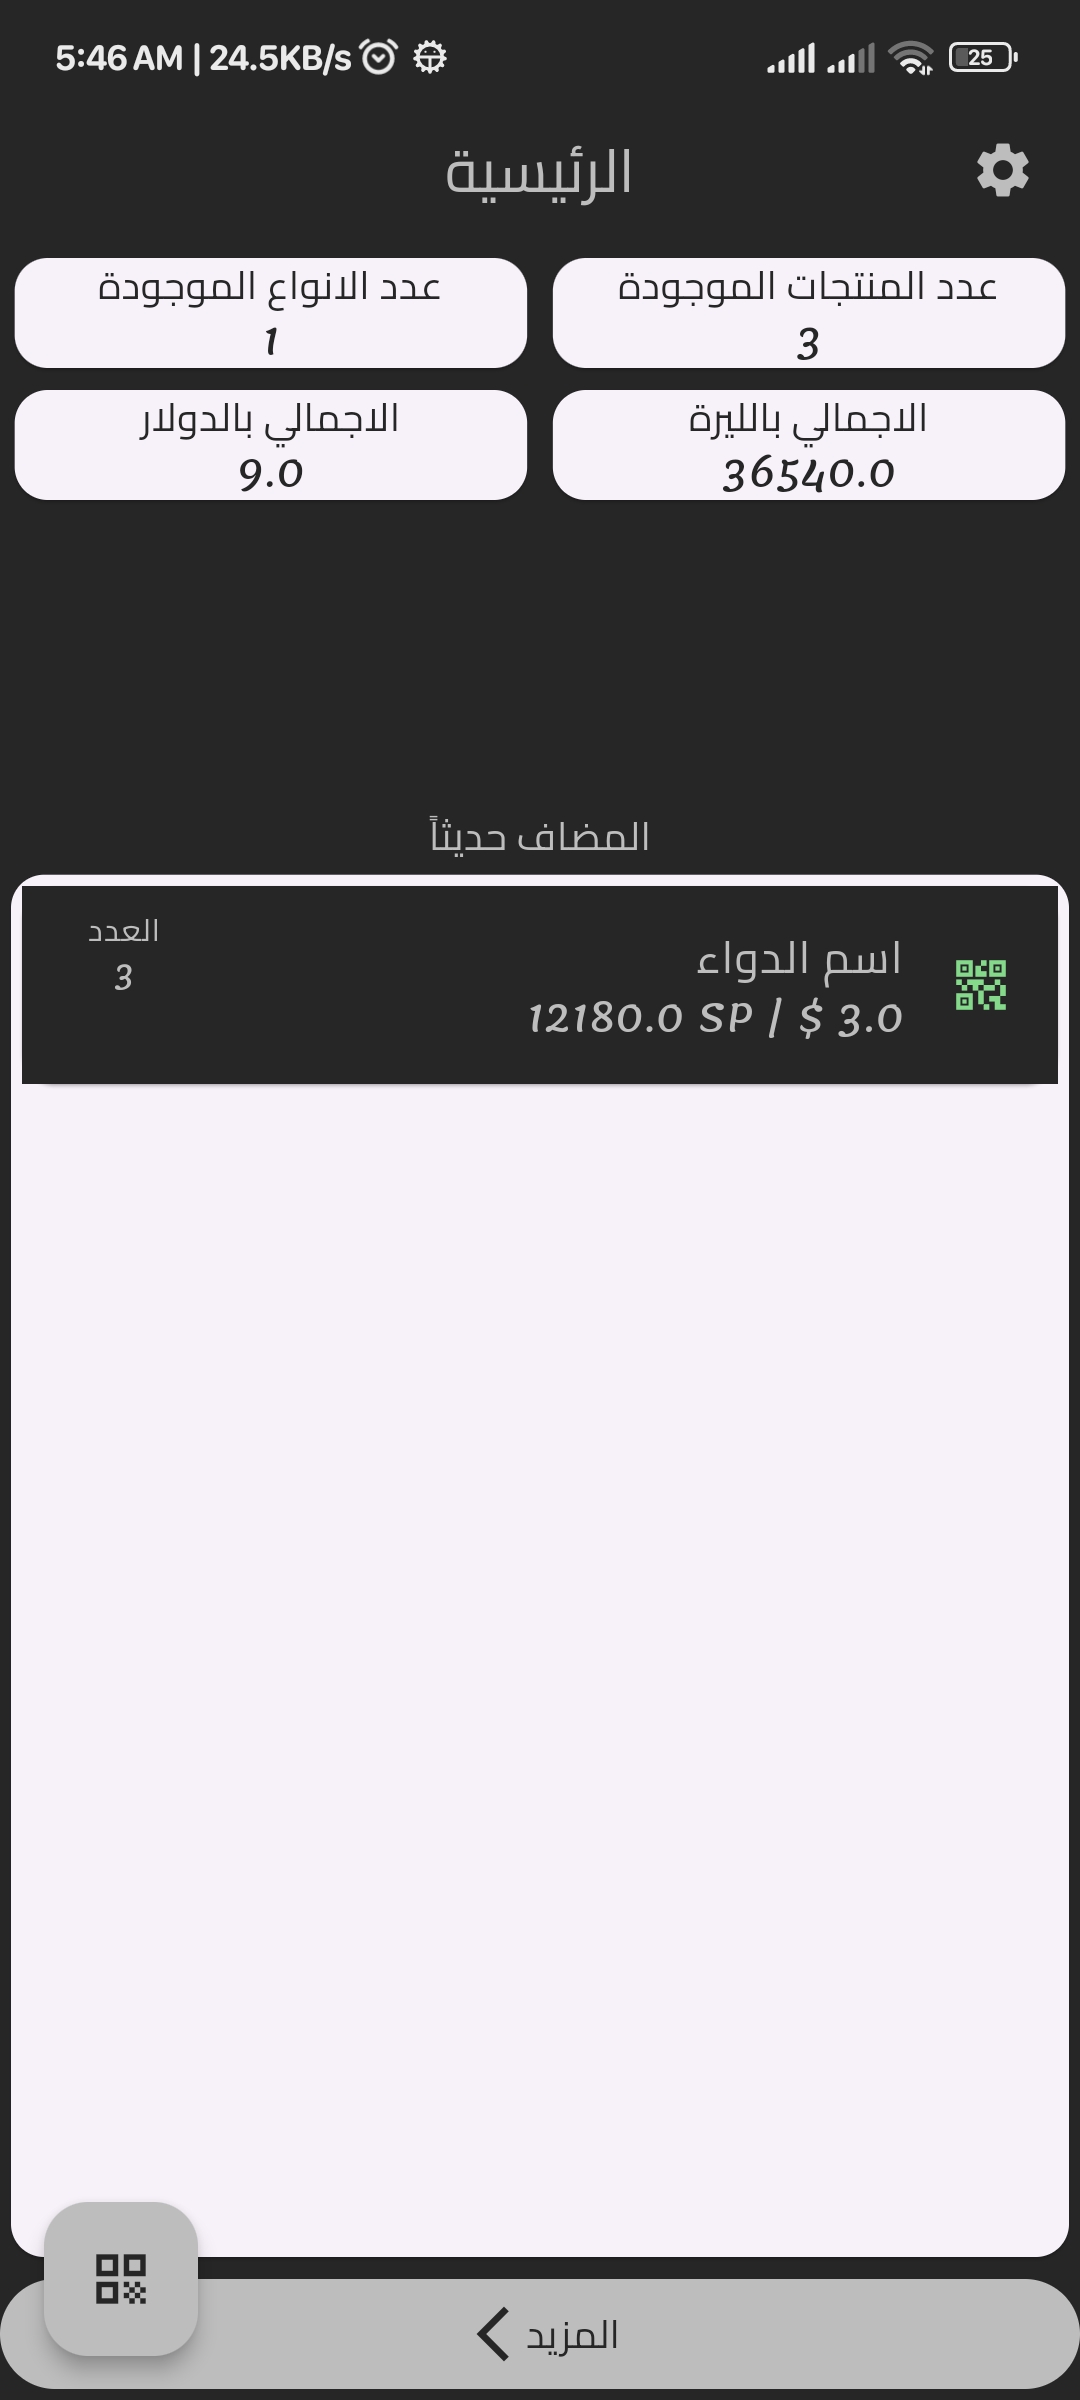 5:46 AM | 24.5KB/s
25
الرئيسية
عدد المنتجات الموجودة
3
عدد الانواع الموجودة
1
الاجمالي بالليرة
36540.0
الاجمالي بالدولار
9.0
المضاف حديثاً
اسم الدواء
12180.0 SP / $ 3.0
العدد
3
المزيد